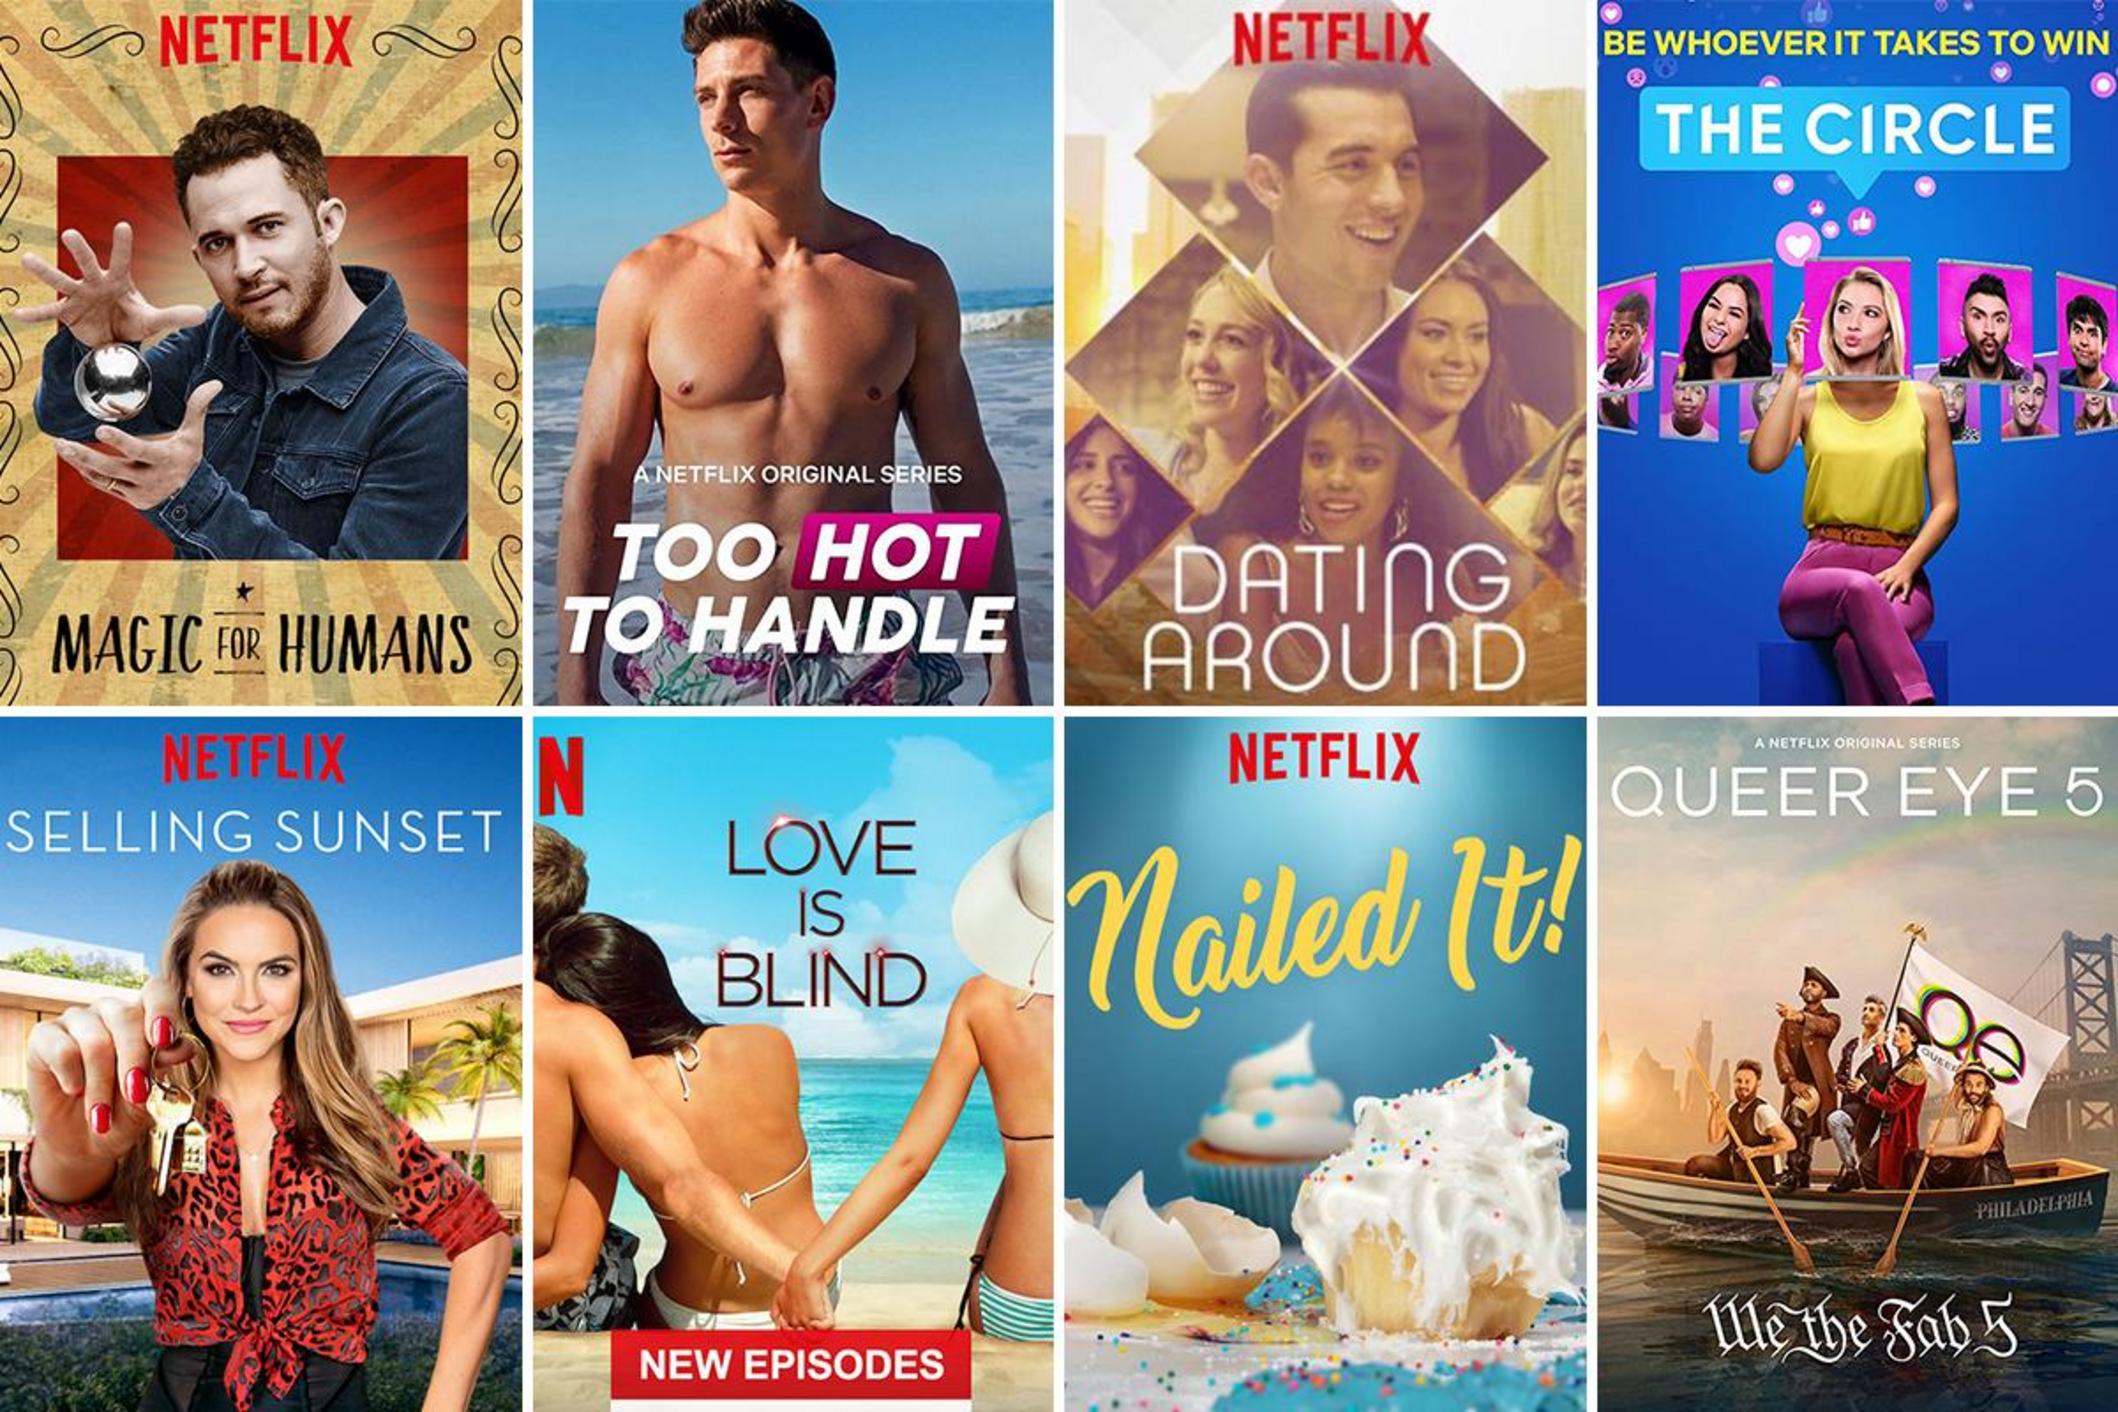 NETFLIX
MAGIC FOR HUMANS
A NETFLIX ORIGINAL SERIES
TOO HOT
TO HANDLE
NETFLIX
DATING
AROUND
BE WHOEVER IT TAKES TO WIN
THE CIRCLE
NETFLIX
SELLING SUNSET
N
LOVE
IS
BLIND
NEW EPISODES
NETFLIX
Nailed It!
A NETFLIX ORIGINAL SERIES
QUEER EYE 5
qe
PHILADELPHIA
We the Fab 5